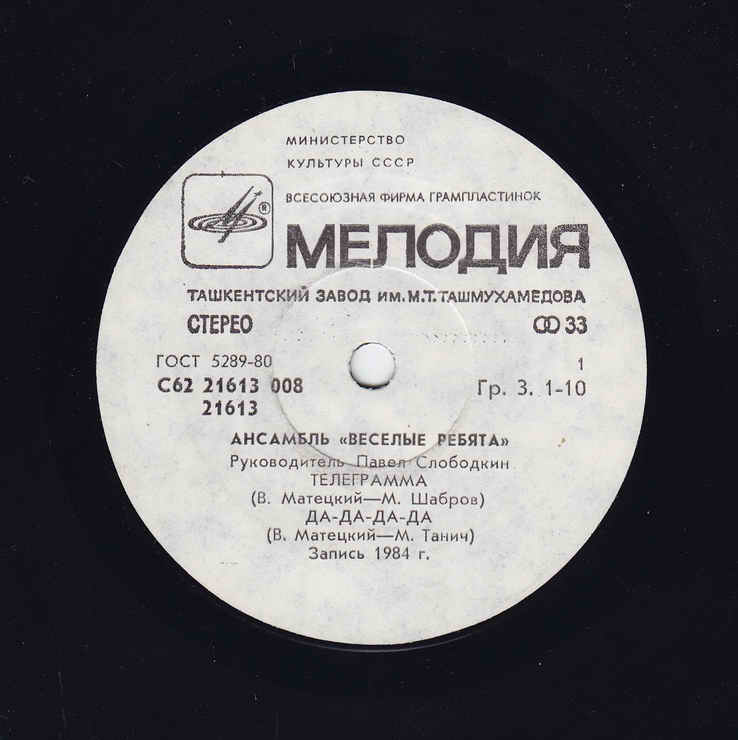 МИНИСТЕРСТВО
КУЛЬТУРЫ СССР
ВСЕСОЮЗНАЯ ФИРМА ГРАМПЛАСТИНОК
®
МЕЛОДИЯ
ТАШКЕНТСКИЙ ЗАВОД ИМ. М.Т. ТАШМУХАМЕДОВА
СТЕРЕО 33
ГОСТ 5289-80 1
С62 21613 008 Гр. 3. 1-10
21613
АНСАМБЛЬ «ВЕСЕЛЫЕ РЕБЯТА»
Руководитель Павел Слободкин
ТЕЛЕГРАММА
(В. Матецкий—М. Шабров)
ДА-ДА-ДА-ДА
(В. Матецкий—М. Танич)
Запись 1984 г.